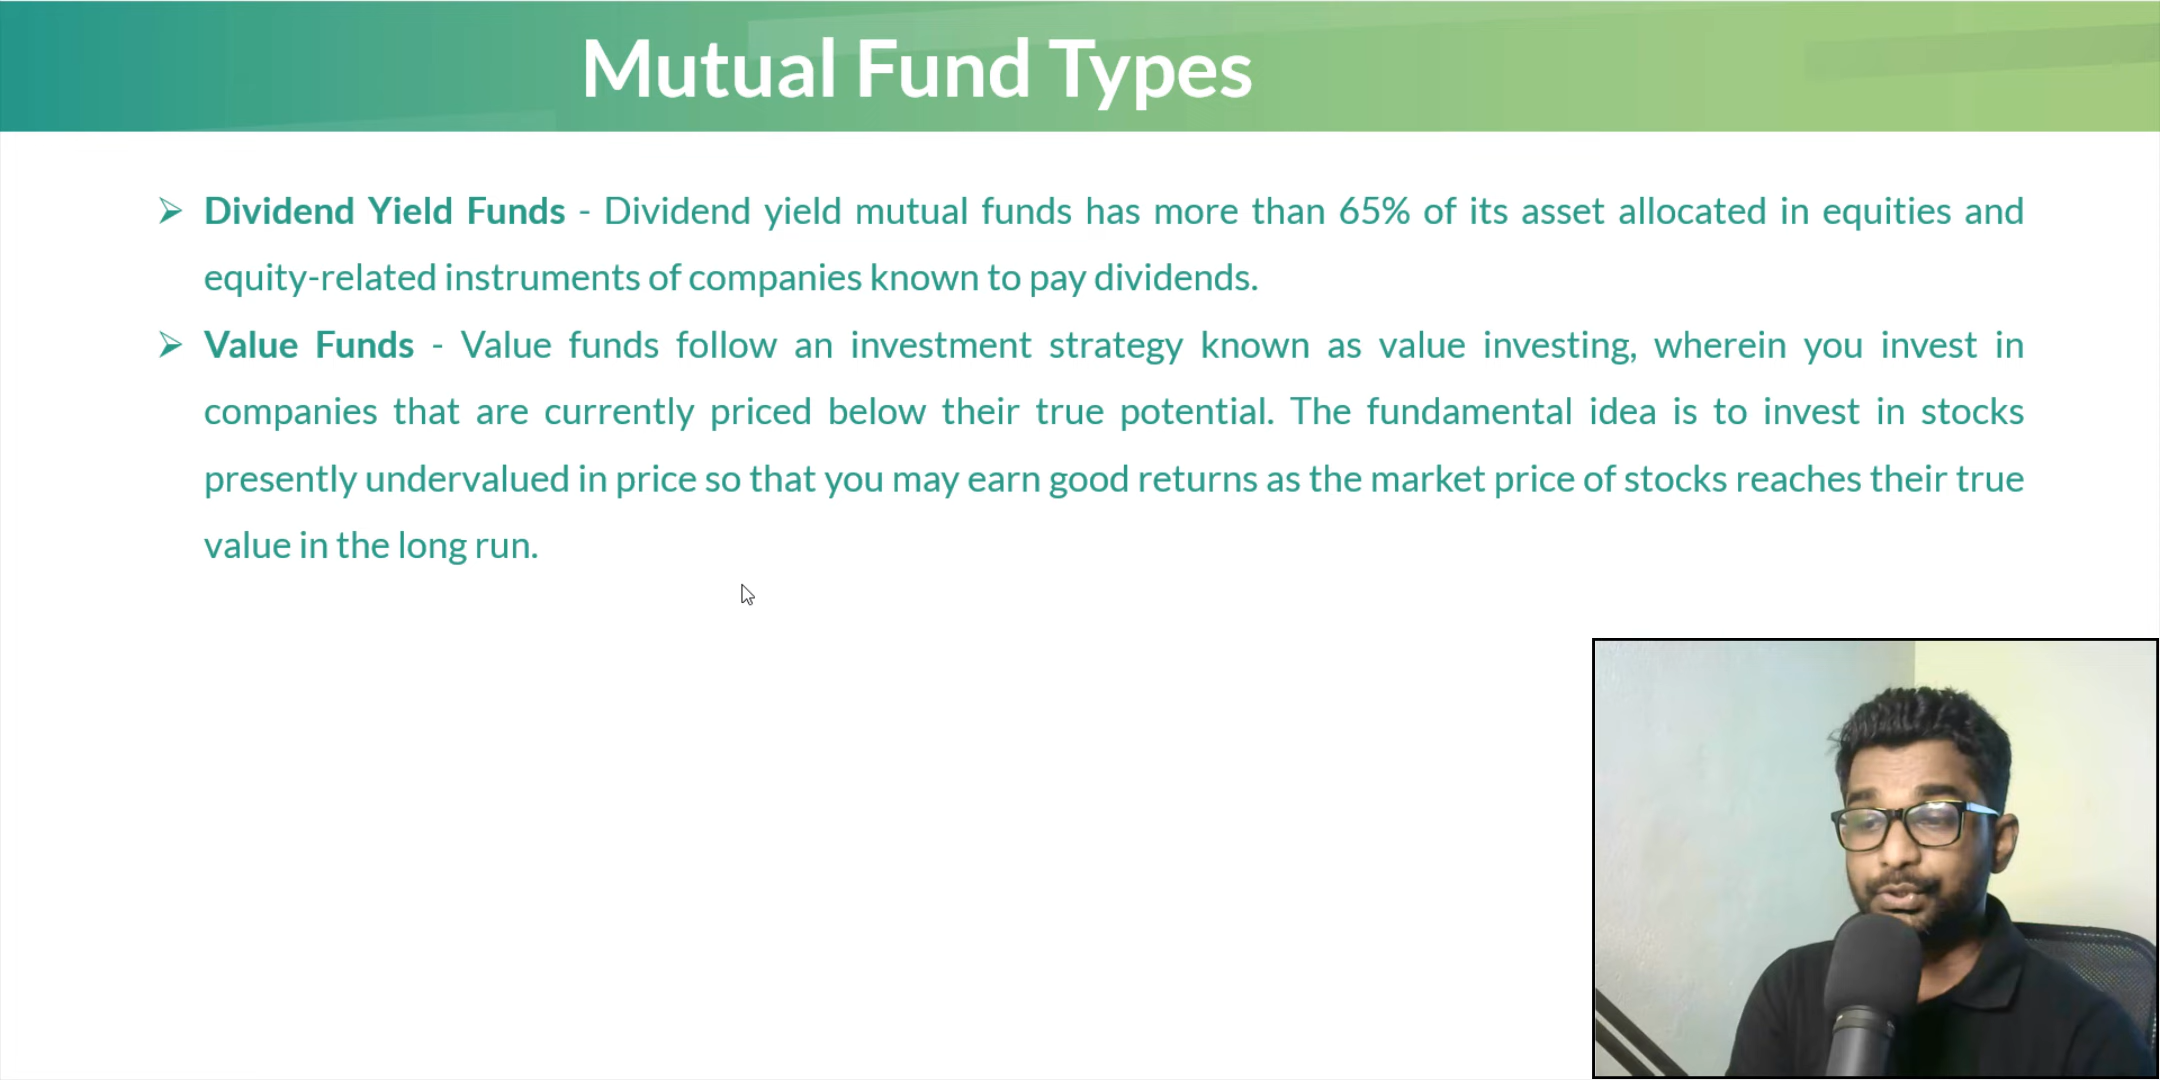 Mutual Fund Types
➢ Dividend Yield Funds - Dividend yield mutual funds has more than 65% of its asset allocated in equities and
equity-related instruments of companies known to pay dividends.
➢ Value Funds - Value funds follow an investment strategy known as value investing, wherein you invest in
companies that are currently priced below their true potential. The fundamental idea is to invest in stocks
presently undervalued in price so that you may earn good returns as the market price of stocks reaches their true
value in the long run.